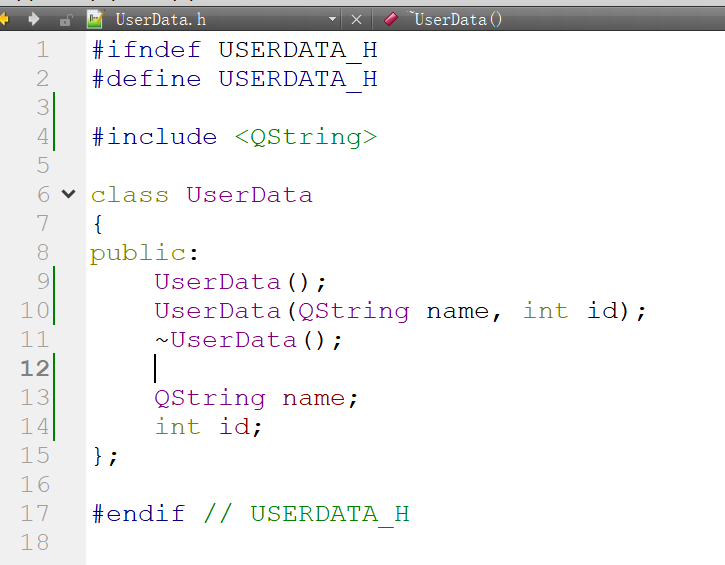 UserData.h
~UserData()
1 #ifndef USERDATA_H
2 #define USERDATA_H
3
4 #include <QString>
5
6 class UserData
7 {
8 public:
9     UserData();
10     UserData(QString name, int id);
11     ~UserData();
12
13     QString name;
14     int id;
15 };
16
17 #endif // USERDATA_H
18